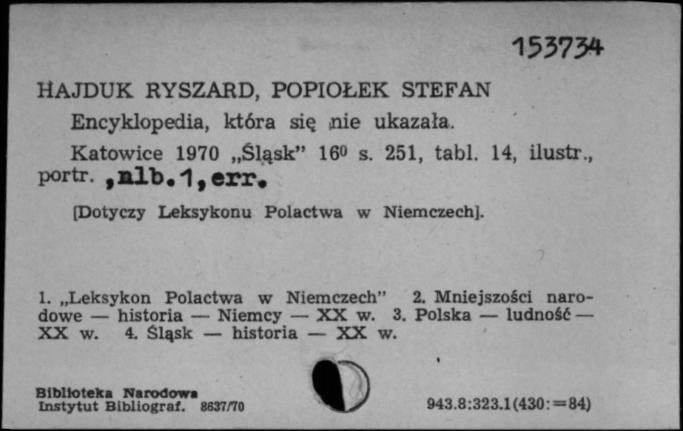 153734
HAJDUK RYSZARD, POPIOŁEK STEFAN
Encyklopedia, która się nie ukazała.
Katowice 1970 „Śląsk” 16⁰ s. 251, tabl. 14, ilustr.,
portr. ,nlb.1,err.
[Dotyczy Leksykonu Polactwa w Niemczech].
1. „Leksykon Polactwa w Niemczech” 2. Mniejszości naro-
dowe — historia — Niemcy — XX w. 3. Polska — ludność —
XX w. 4. Śląsk — historia — XX w.
Biblioteka Narodowa
Instytut Bibliograf. 8637/70
943.8:323.1(430:=84)